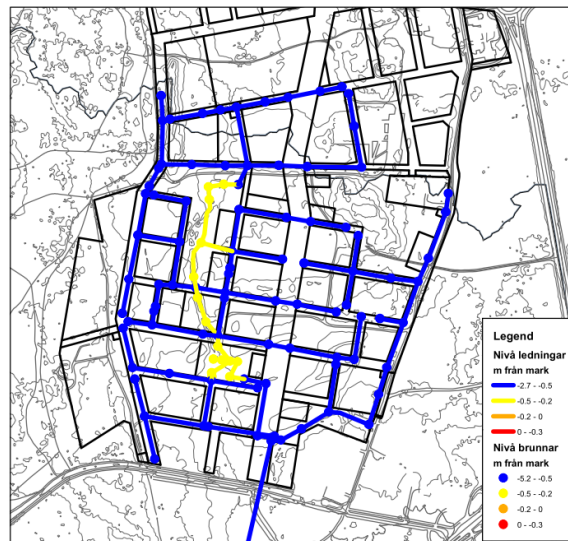 Legend
Nivå ledningar
m från mark
-2.7 - -0.5
-0.5 - -0.2
-0.2 - 0
0 - -0.3
Nivå brunnar
m från mark
-5.2 - -0.5
-0.5 - -0.2
-0.2 - 0
0 - -0.3